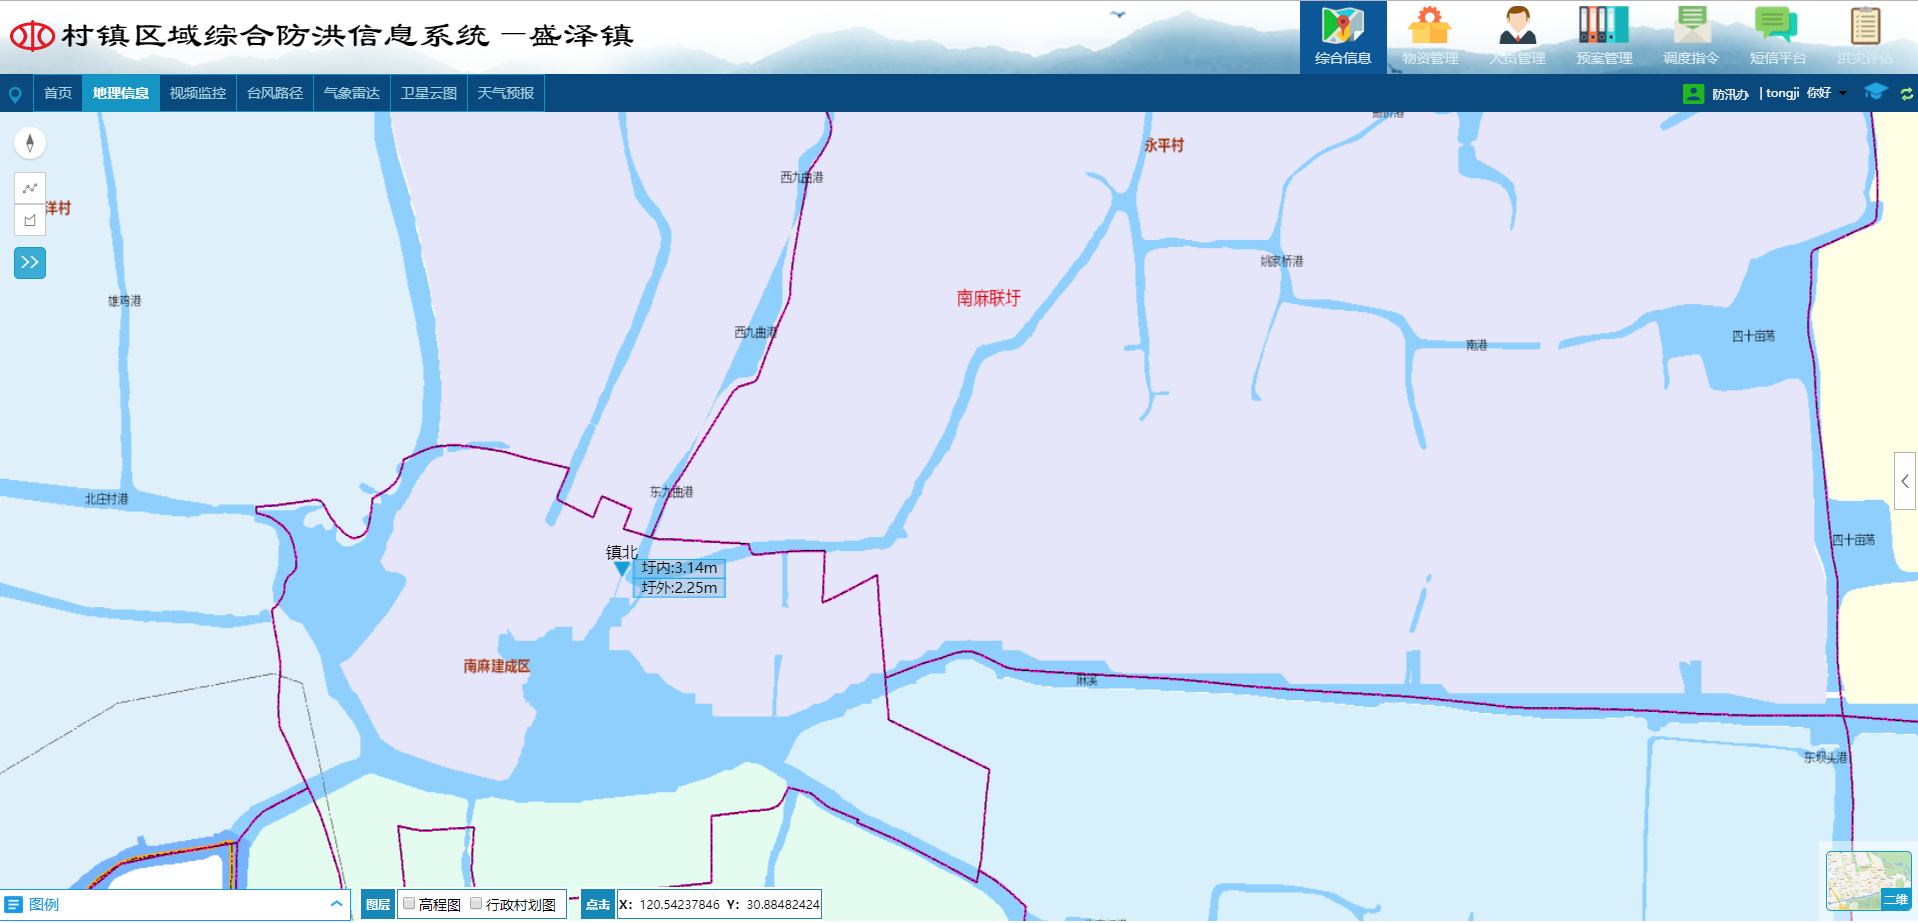 村镇区域综合防洪信息系统 —盛泽镇
综合信息 物资管理 人员管理 预案管理 调度指令 短信平台 洪灾评估
首页 地理信息 视频监控 台风路径 气象雷达 卫星云图 天气预报
防汛办 | tongji 你好
永平村
西九曲港
洋村
姚家桥港
南麻联圩
雄鸡港
西九曲港
四十亩荡
南港
东九曲港
北庄村港
四十亩荡
镇北
圩内:3.14m
圩外:2.25m
南麻建成区
麻溪
东坝头港
图例
图层 高程图 行政村划图
点击 X: 120.54237846 Y: 30.88482424
二维